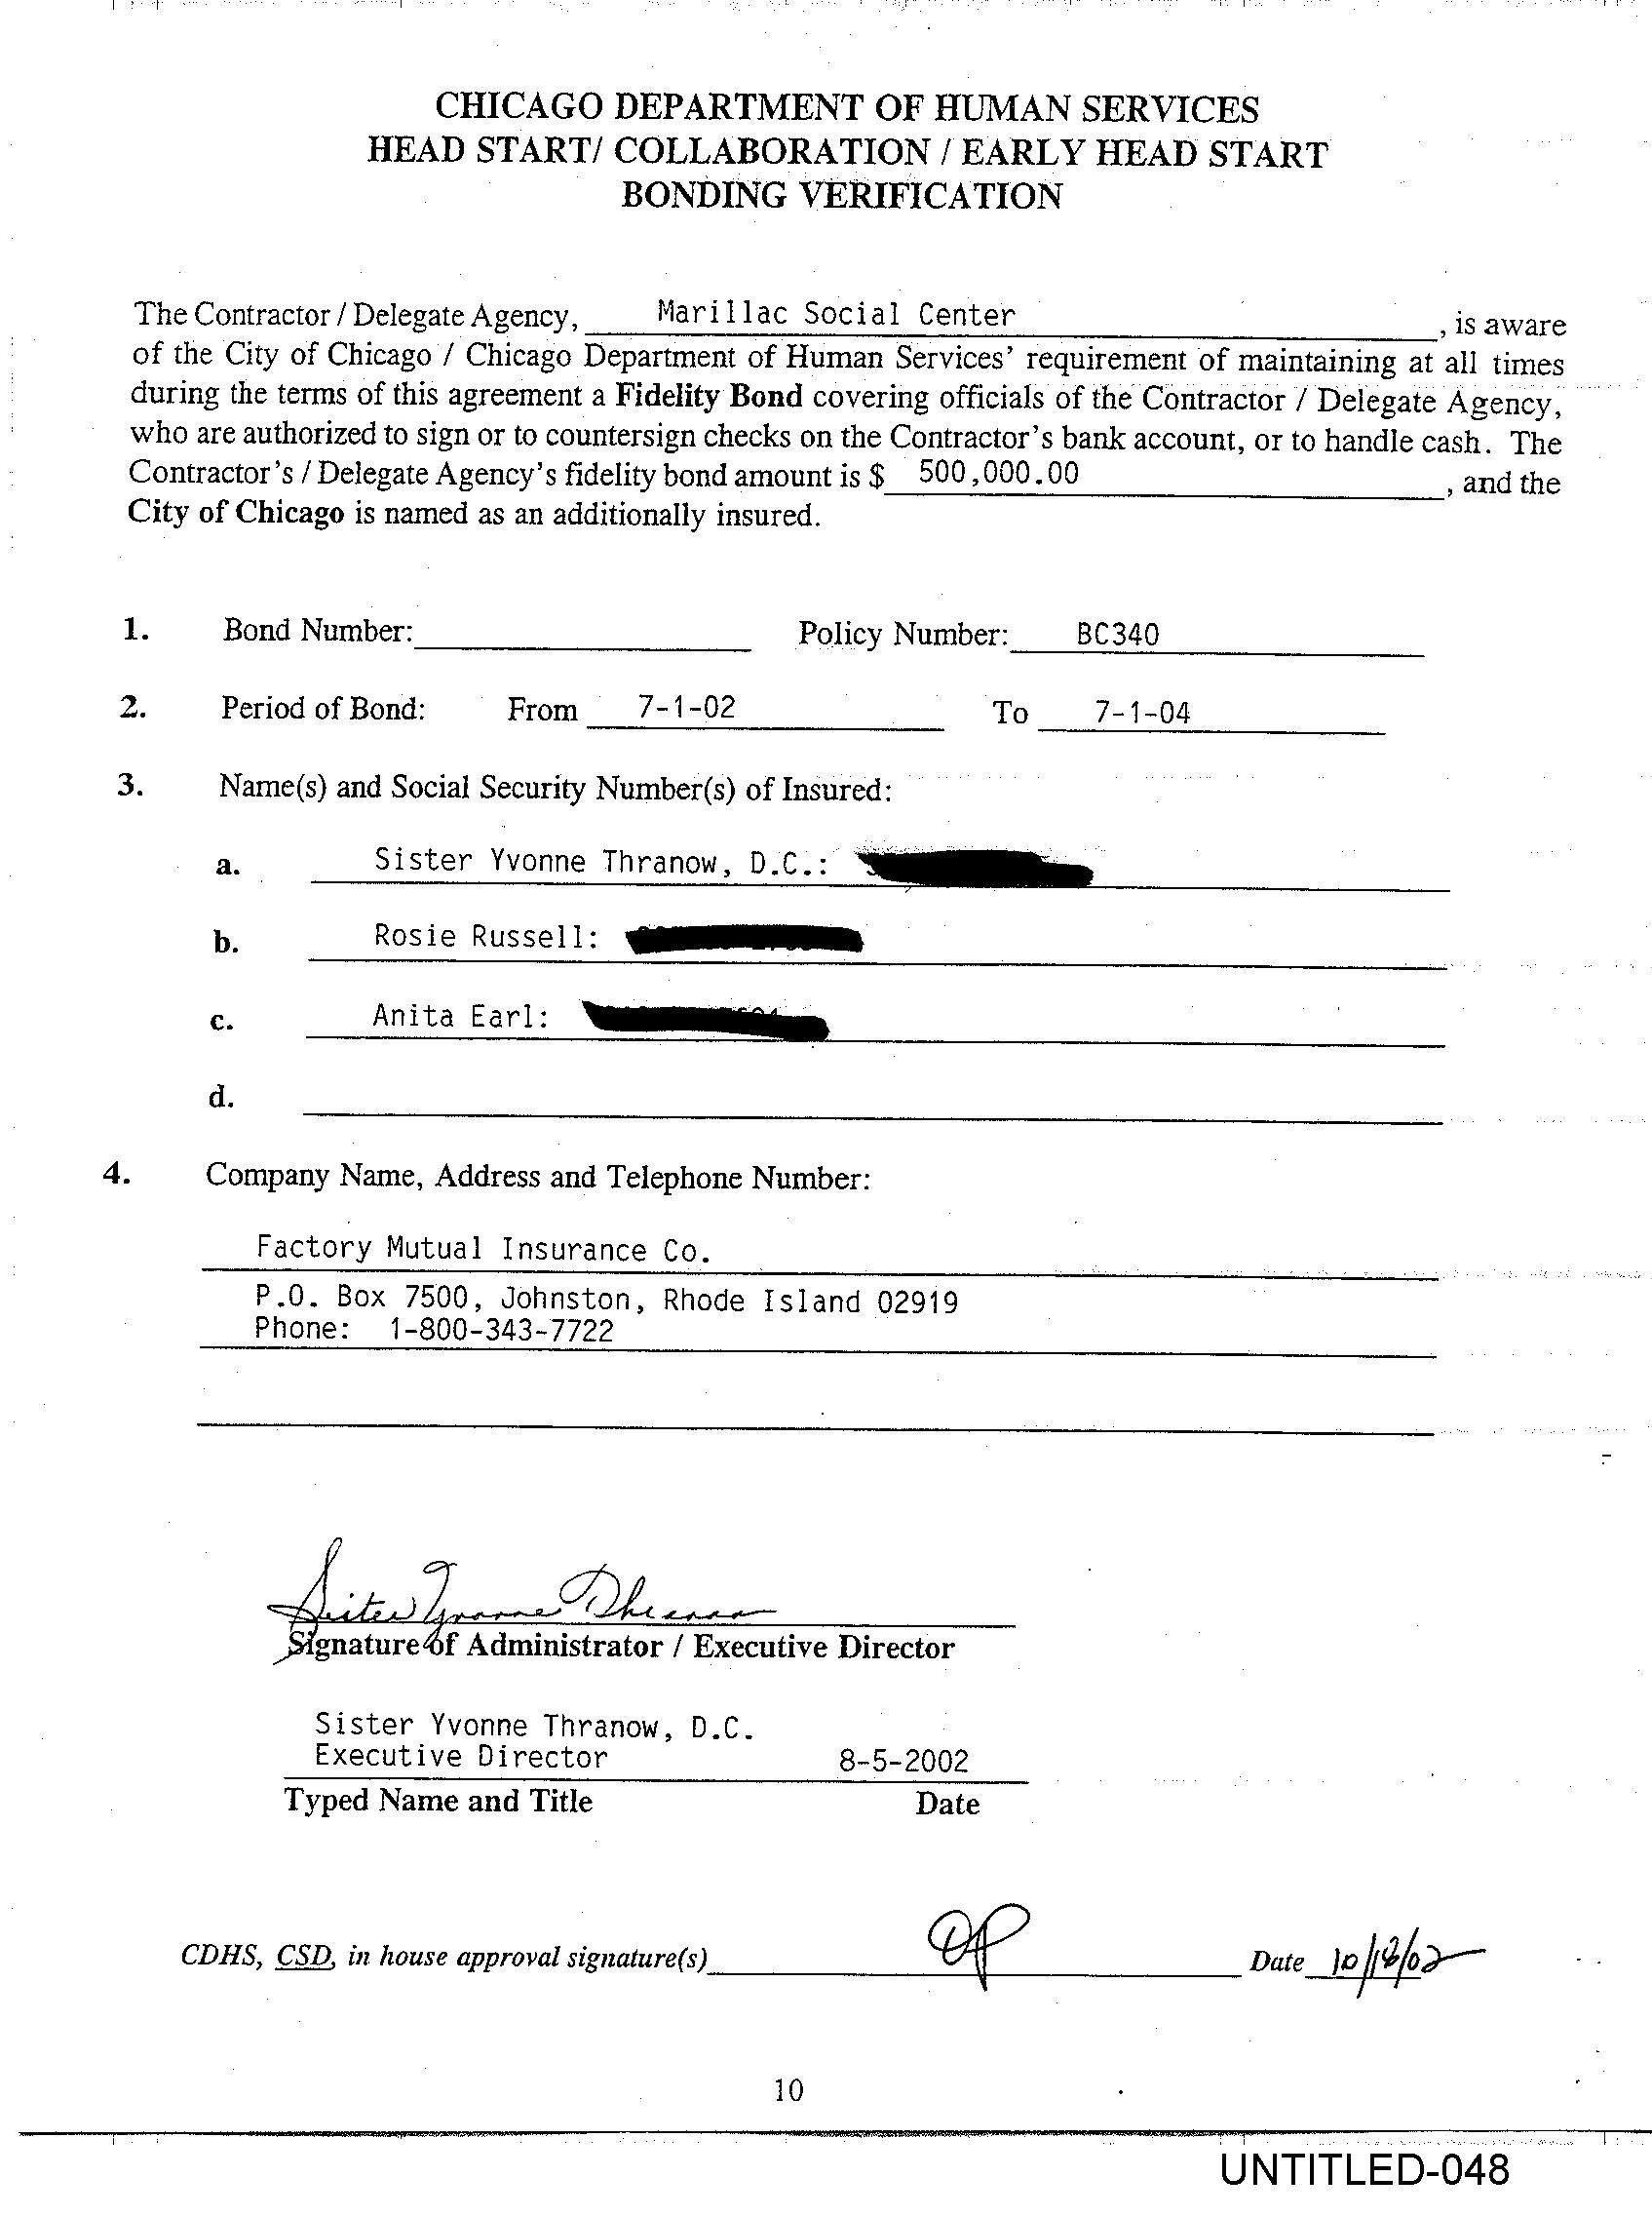 CHICAGO DEPARTMENT OF HUMAN SERVICES
HEAD START/ COLLABORATION / EARLY HEAD START
BONDING VERIFICATION
The Contractor / Delegate Agency, Marillac Social Center, is aware
of the City of Chicago / Chicago Department of Human Services' requirement of maintaining at all times
during the terms of this agreement a Fidelity Bond covering officials of the Contractor / Delegate Agency,
who are authorized to sign or to countersign checks on the Contractor's bank account, or to handle cash. The
Contractor's / Delegate Agency's fidelity bond amount is $ 500,000.00, and the
City of Chicago is named as an additionally insured.
1. Bond Number: Policy Number: BC340
2. Period of Bond: From 7-1-02 To 7-1-04
3. Name(s) and Social Security Number(s) of Insured:
a. Sister Yvonne Thranow, D.C.:
b. Rosie Russell:
c. Anita Earl:
d.
4. Company Name, Address and Telephone Number:
Factory Mutual Insurance Co.
P.O. Box 7500, Johnston, Rhode Island 02919
Phone: 1-800-343-7722
Sister Yvonne Thranow
Signature of Administrator / Executive Director
Sister Yvonne Thranow, D.C.
Executive Director 8-5-2002
Typed Name and Title Date
CDHS, CSD, in house approval signature(s) Date 10/18/02
10
UNTITLED-048